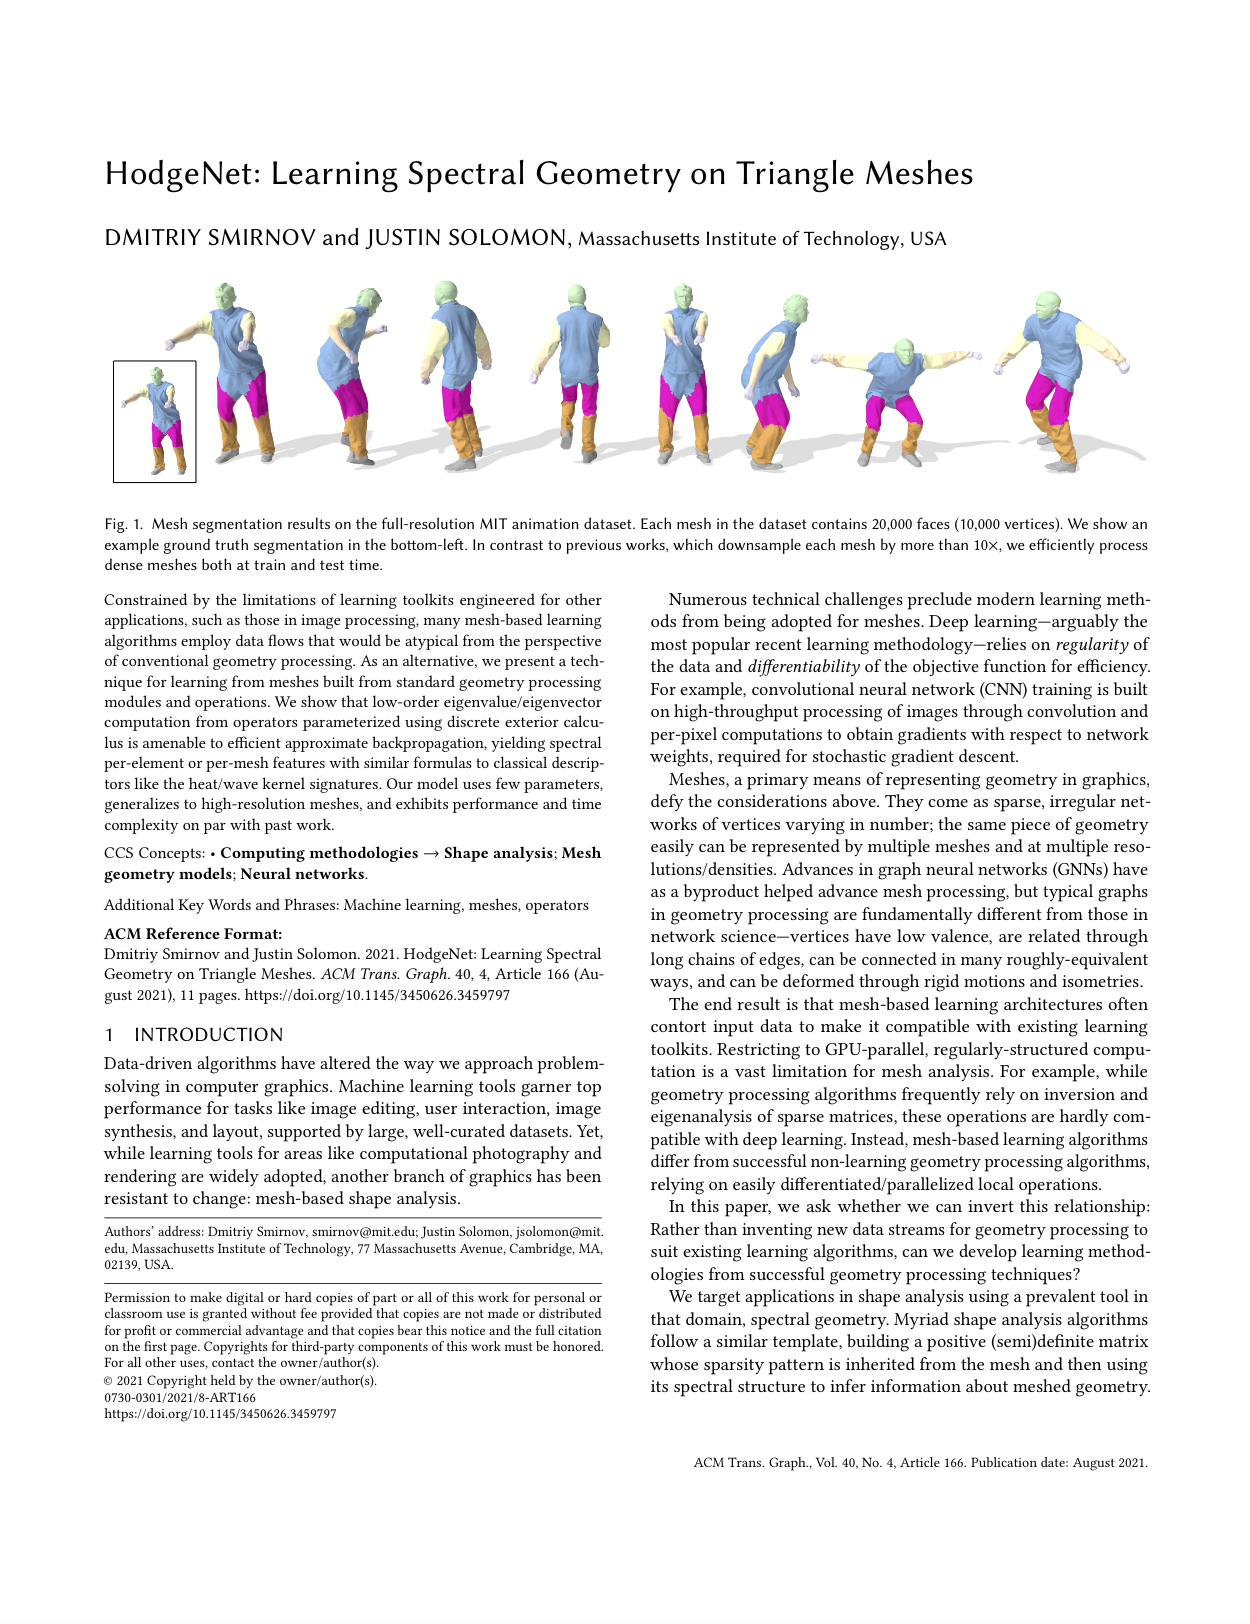 HodgeNet: Learning Spectral Geometry on Triangle Meshes
DMITRIY SMIRNOV and JUSTIN SOLOMON, Massachusetts Institute of Technology, USA
Fig. 1. Mesh segmentation results on the full-resolution MIT animation dataset. Each mesh in the dataset contains 20,000 faces (10,000 vertices). We show an
example ground truth segmentation in the bottom-left. In contrast to previous works, which downsample each mesh by more than 10×, we efficiently process
dense meshes both at train and test time.
Constrained by the limitations of learning toolkits engineered for other
applications, such as those in image processing, many mesh-based learning
algorithms employ data flows that would be atypical from the perspective
of conventional geometry processing. As an alternative, we present a tech-
nique for learning from meshes built from standard geometry processing
modules and operations. We show that low-order eigenvalue/eigenvector
computation from operators parameterized using discrete exterior calcu-
lus is amenable to efficient approximate backpropagation, yielding spectral
per-element or per-mesh features with similar formulas to classical descrip-
tors like the heat/wave kernel signatures. Our model uses few parameters,
generalizes to high-resolution meshes, and exhibits performance and time
complexity on par with past work.
CCS Concepts: • Computing methodologies → Shape analysis; Mesh
geometry models; Neural networks.
Additional Key Words and Phrases: Machine learning, meshes, operators
ACM Reference Format:
Dmitriy Smirnov and Justin Solomon. 2021. HodgeNet: Learning Spectral
Geometry on Triangle Meshes. ACM Trans. Graph. 40, 4, Article 166 (Au-
gust 2021), 11 pages. https://doi.org/10.1145/3450626.3459797
1 INTRODUCTION
Data-driven algorithms have altered the way we approach problem-
solving in computer graphics. Machine learning tools garner top
performance for tasks like image editing, user interaction, image
synthesis, and layout, supported by large, well-curated datasets. Yet,
while learning tools for areas like computational photography and
rendering are widely adopted, another branch of graphics has been
resistant to change: mesh-based shape analysis.
Authors' address: Dmitriy Smirnov, smirnov@mit.edu; Justin Solomon, jsolomon@mit.
edu, Massachusetts Institute of Technology, 77 Massachusetts Avenue, Cambridge, MA,
02139, USA.
Permission to make digital or hard copies of part or all of this work for personal or
classroom use is granted without fee provided that copies are not made or distributed
for profit or commercial advantage and that copies bear this notice and the full citation
on the first page. Copyrights for third-party components of this work must be honored.
For all other uses, contact the owner/author(s).
© 2021 Copyright held by the owner/author(s).
0730-0301/2021/8-ART166
https://doi.org/10.1145/3450626.3459797
Numerous technical challenges preclude modern learning meth-
ods from being adopted for meshes. Deep learning—arguably the
most popular recent learning methodology—relies on regularity of
the data and differentiability of the objective function for efficiency.
For example, convolutional neural network (CNN) training is built
on high-throughput processing of images through convolution and
per-pixel computations to obtain gradients with respect to network
weights, required for stochastic gradient descent.
Meshes, a primary means of representing geometry in graphics,
defy the considerations above. They come as sparse, irregular net-
works of vertices varying in number; the same piece of geometry
easily can be represented by multiple meshes and at multiple reso-
lutions/densities. Advances in graph neural networks (GNNs) have
as a byproduct helped advance mesh processing, but typical graphs
in geometry processing are fundamentally different from those in
network science—vertices have low valence, are related through
long chains of edges, can be connected in many roughly-equivalent
ways, and can be deformed through rigid motions and isometries.
The end result is that mesh-based learning architectures often
contort input data to make it compatible with existing learning
toolkits. Restricting to GPU-parallel, regularly-structured compu-
tation is a vast limitation for mesh analysis. For example, while
geometry processing algorithms frequently rely on inversion and
eigenanalysis of sparse matrices, these operations are hardly com-
patible with deep learning. Instead, mesh-based learning algorithms
differ from successful non-learning geometry processing algorithms,
relying on easily differentiated/parallelized local operations.
In this paper, we ask whether we can invert this relationship:
Rather than inventing new data streams for geometry processing to
suit existing learning algorithms, can we develop learning method-
ologies from successful geometry processing techniques?
We target applications in shape analysis using a prevalent tool in
that domain, spectral geometry. Myriad shape analysis algorithms
follow a similar template, building a positive (semi)definite matrix
whose sparsity pattern is inherited from the mesh and then using
its spectral structure to infer information about meshed geometry.
ACM Trans. Graph., Vol. 40, No. 4, Article 166. Publication date: August 2021.